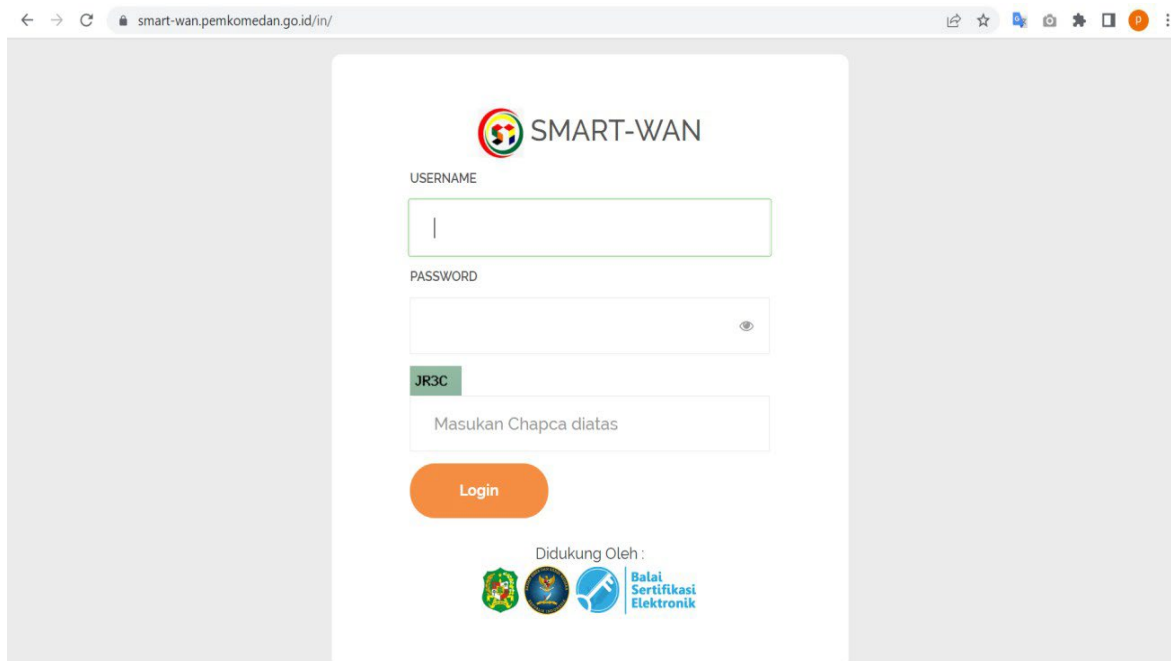 smart-wan.pemkomedan.go.id/in/
P
SMART-WAN
USERNAME
PASSWORD
JR3C
Masukan Chapca diatas
Login
Didukung Oleh :
Balai
Sertifikasi
Elektronik